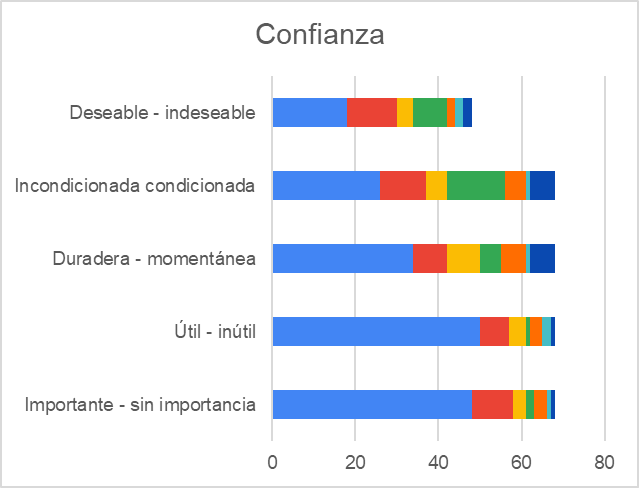 Confianza
Deseable - indeseable
Incondicionada condicionada
Duradera - momentánea
Útil - inútil
Importante - sin importancia
0 20 40 60 80